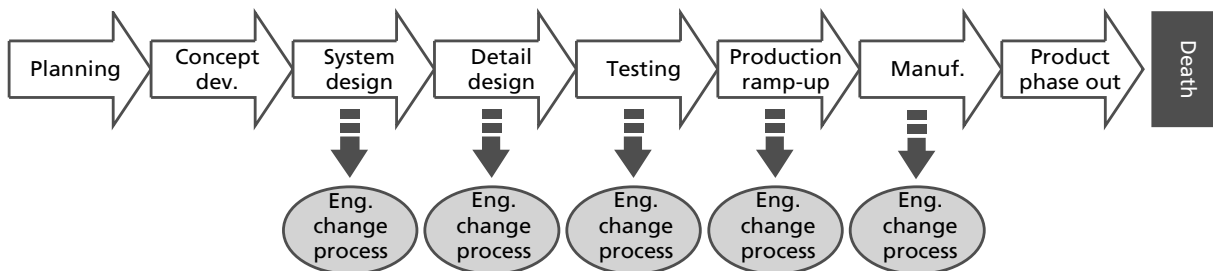 Planning
Concept
dev.
System
design
Detail
design
Testing
Production
ramp-up
Manuf.
Product
phase out
Death
Eng.
change
process
Eng.
change
process
Eng.
change
process
Eng.
change
process
Eng.
change
process